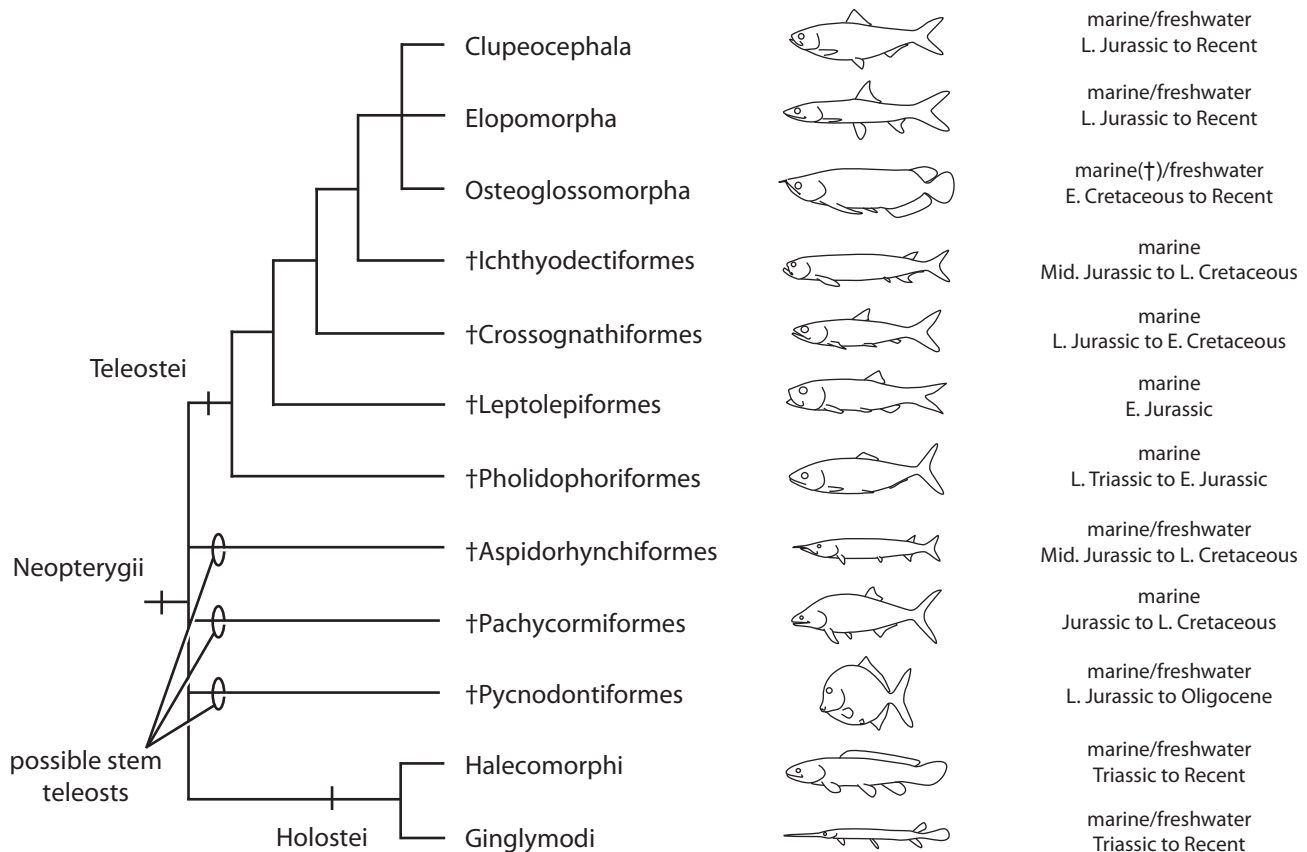 Clupeocephala
marine/freshwater
L. Jurassic to Recent
Elopomorpha
marine/freshwater
L. Jurassic to Recent
Osteoglossomorpha
marine(†)/freshwater
E. Cretaceous to Recent
†Ichthyodectiformes
marine
Mid. Jurassic to L. Cretaceous
†Crossognathiformes
marine
L. Jurassic to E. Cretaceous
Teleostei
†Leptolepiformes
marine
E. Jurassic
†Pholidophoriformes
marine
L. Triassic to E. Jurassic
†Aspidorhynchiformes
marine/freshwater
Mid. Jurassic to L. Cretaceous
Neopterygii
†Pachycormiformes
marine
Jurassic to L. Cretaceous
†Pycnodontiformes
marine/freshwater
L. Jurassic to Oligocene
possible stem
teleosts
Halecomorphi
marine/freshwater
Triassic to Recent
Holostei
Ginglymodi
marine/freshwater
Triassic to Recent